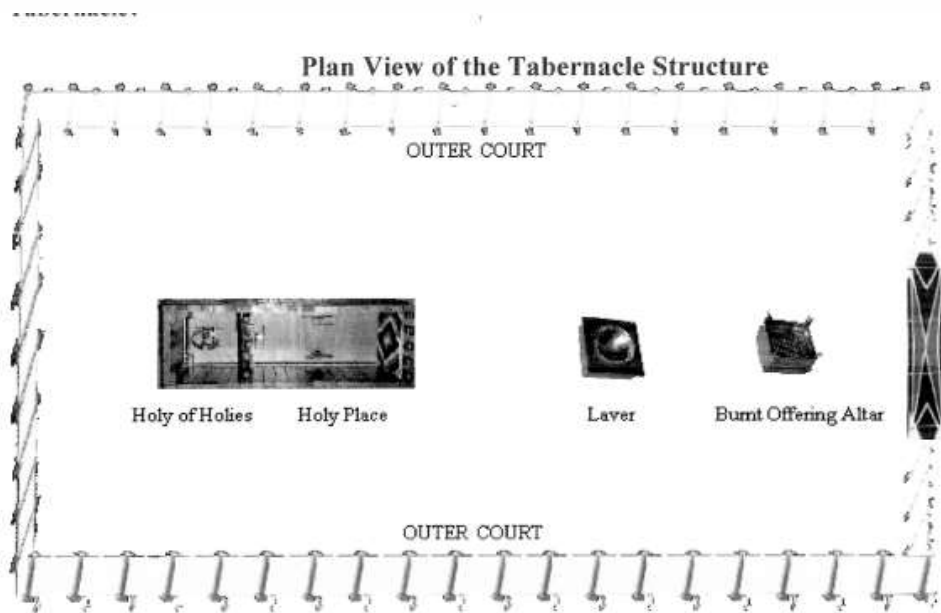 Plan View of the Tabernacle Structure
OUTER COURT
Holy of Holies Holy Place Laver Burnt Offering Altar
OUTER COURT